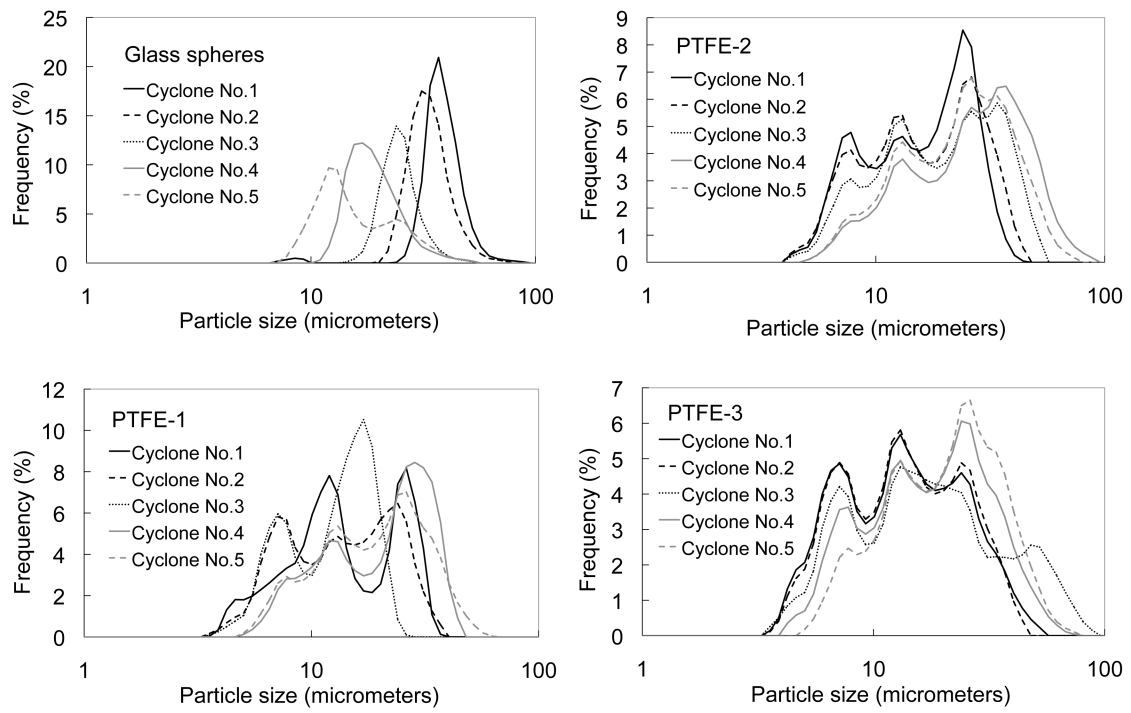 25
20
15
10
5
0
Frequency (%)
Glass spheres
Cyclone No.1
Cyclone No.2
Cyclone No.3
Cyclone No.4
Cyclone No.5
1 10 100
Particle size (micrometers)
9
8
7
6
5
4
3
2
1
0
Frequency (%)
PTFE-2
Cyclone No.1
Cyclone No.2
Cyclone No.3
Cyclone No.4
Cyclone No.5
1 10 100
Particle size (micrometers)
12
10
8
6
4
2
0
Frequency (%)
PTFE-1
Cyclone No.1
Cyclone No.2
Cyclone No.3
Cyclone No.4
Cyclone No.5
1 10 100
Particle size (micrometers)
7
6
5
4
3
2
1
0
Frequency (%)
PTFE-3
Cyclone No.1
Cyclone No.2
Cyclone No.3
Cyclone No.4
Cyclone No.5
1 10 100
Particle size (micrometers)